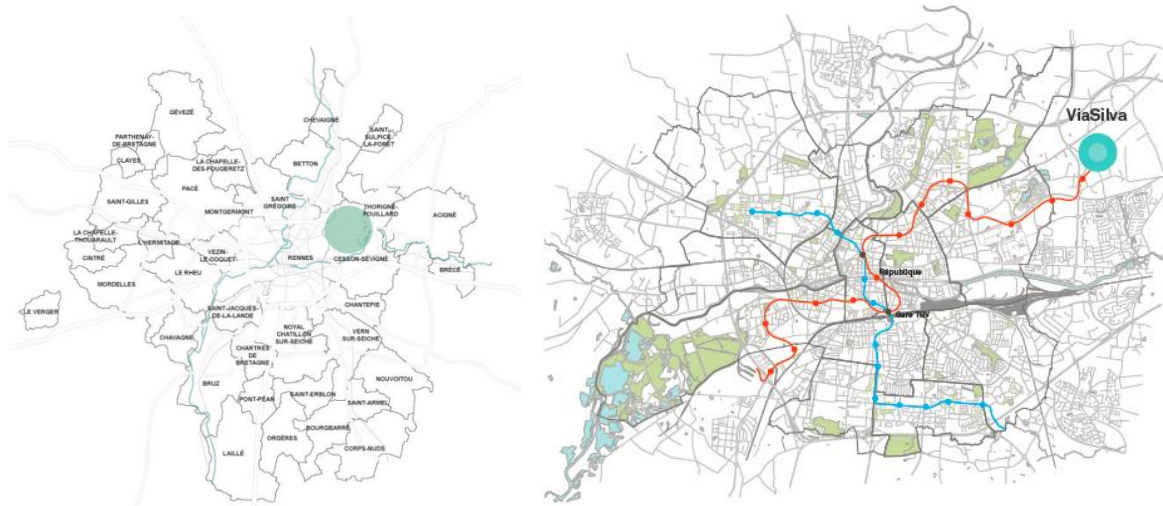 GÉVEZÉ
CHEVAIGNÉ
SAINT
SULPICE
LA-FORÊT
PARTHENAY-
DE-BRETAGNE
CLAYES
LA CHAPELLE-
DES-FOUGERETZ
BETTON
PACÉ
SAINT-GILLES
MONTGERMONT
SAINT
GRÉGOIRE
THORIGNÉ-
FOUILLARD
ACIGNÉ
LA CHAPELLE-
THOUARAULT
L'HERMITAGE
CINTRÉ
VEZIN-
LE-COQUET
RENNES
CESSON-SÉVIGNÉ
BRÉCÉ
LE RHEU
MORDELLES
LE VERGER
SAINT-JACQUES-
DE-LA-LANDE
CHANTEPIE
CHAVAGNE
NOYAL
CHATILLON
SUR-SEICHE
VERN
SUR-SEICHE
CHARTRES
DE
BRETAGNE
BRUZ
NOUVOITOU
PONT-PÉAN
SAINT-ERBLON
SAINT-ARMEL
BOURGBARRÉ
ORGÈRES
LAILLÉ
CORPS-NUDS
ViaSilva
République
Gare TGV